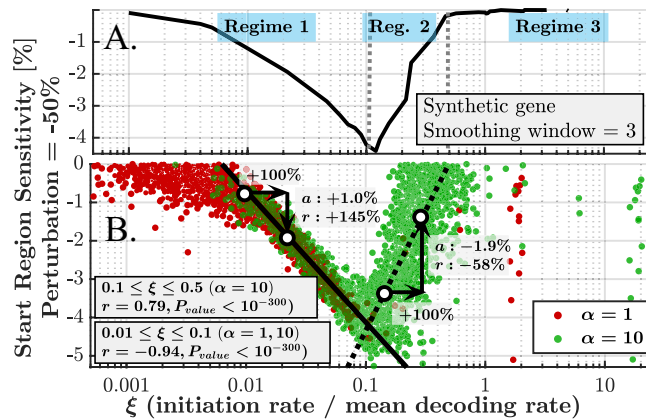 A.
Regime 1
Reg. 2
Regime 3
0
-1
-2
-3
-4
Synthetic gene
Smoothing window = 3
Start Region Sensitivity [%]
Perturbation = -50%
B.
0
-1
-2
-3
-4
-5
+100%
a : +1.0%
r : +145%
a : −1.9%
r : −58%
+100%
0.1 ≤ ξ ≤ 0.5 (α = 10)
r = 0.79, P_value < 10^-300
0.01 ≤ ξ ≤ 0.1 (α = 1, 10)
r = −0.94, P_value < 10^-300
α = 1
α = 10
0.001
0.01
0.1
1
10
ξ (initiation rate / mean decoding rate)